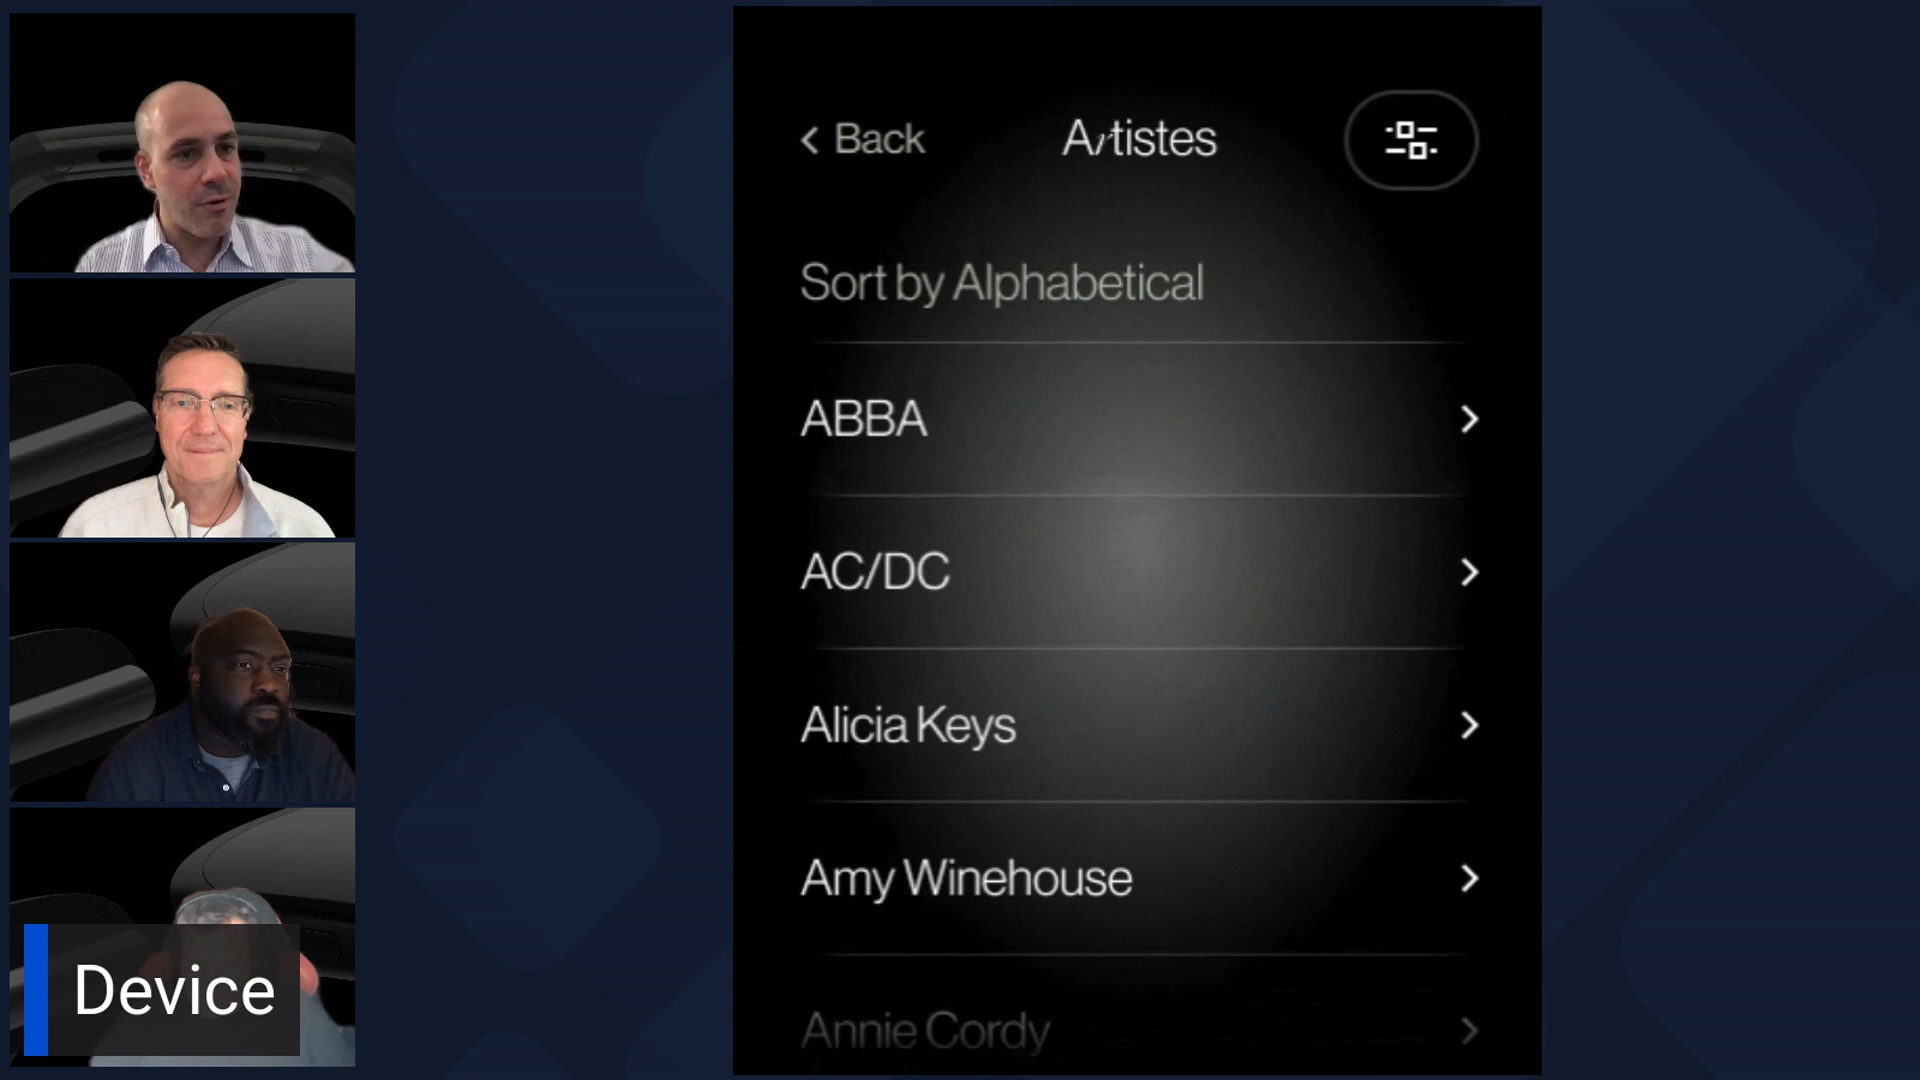 Back
Artistes
Sort by Alphabetical
ABBA
AC/DC
Alicia Keys
Amy Winehouse
Annie Cordy
Device